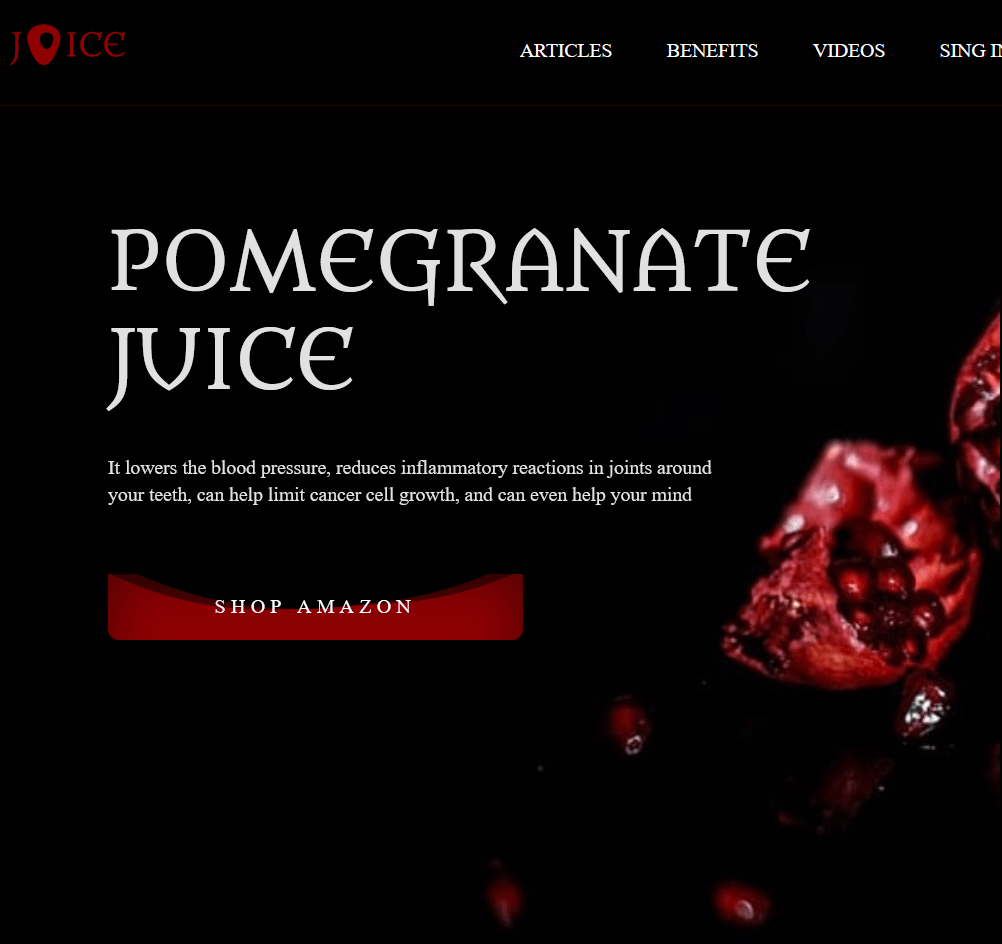 JUICE
ARTICLES BENEFITS VIDEOS SING IN
POMEGRANATE
JUICE
It lowers the blood pressure, reduces inflammatory reactions in joints around
your teeth, can help limit cancer cell growth, and can even help your mind
SHOP AMAZON